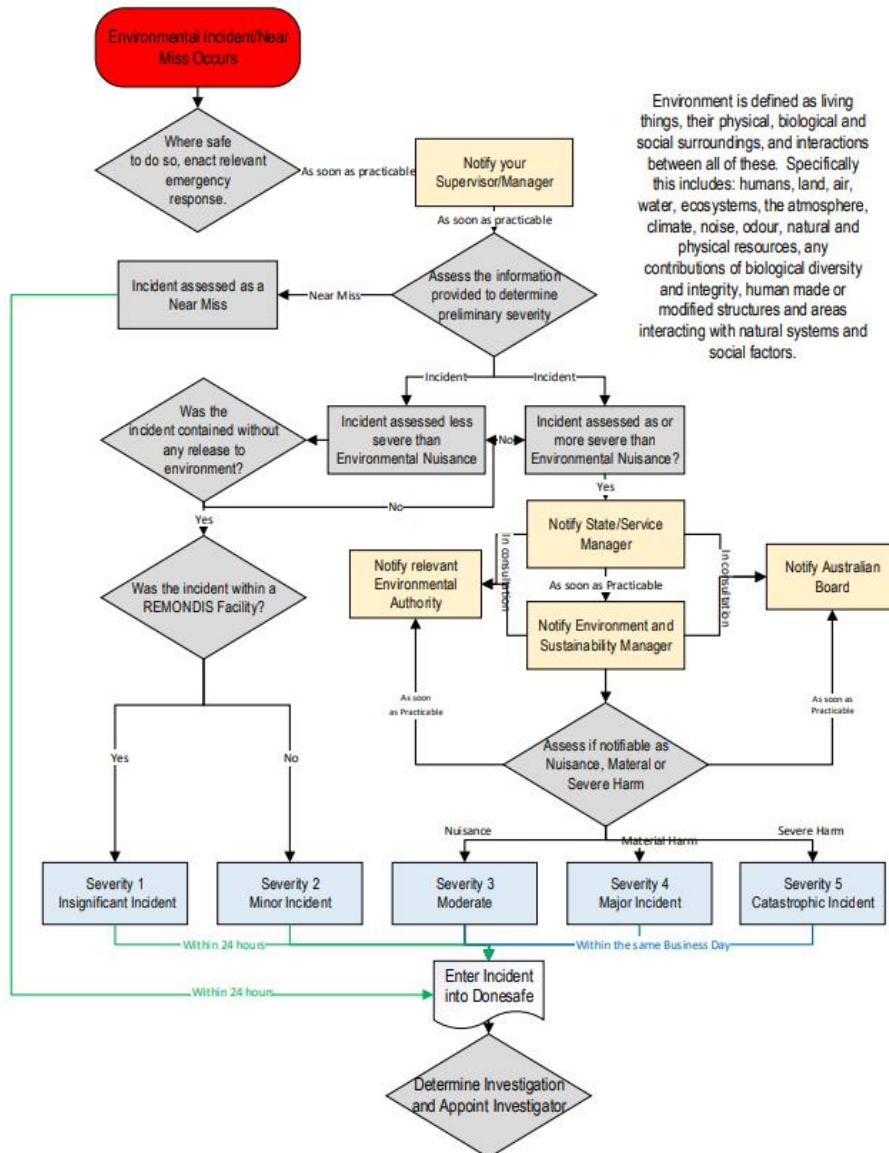 Environmental Incident/Near
Miss Occurs
Environment is defined as living
things, their physical, biological and
social surroundings, and interactions
between all of these. Specifically
this includes: humans, land, air,
water, ecosystems, the atmosphere,
climate, noise, odour, natural and
physical resources, any
contributions of biological diversity
and integrity, human made or
modified structures and areas
interacting with natural systems and
social factors.
Where safe
to do so, enact relevant
emergency
response.
As soon as practicable
Notify your
Supervisor/Manager
As soon as practicable
Assess the information
provided to determine
preliminary severity
Near Miss
Incident assessed as a
Near Miss
Incident
Incident
Was the
incident contained without
any release to
environment?
Incident assessed less
severe than
Environmental Nuisance
No
Incident assessed as or
more severe than
Environmental Nuisance?
No
Yes
Yes
Notify State/Service
Manager
In consultation
In consultation
Notify relevant
Environmental
Authority
As soon as Practicable
Notify Australian
Board
Was the incident within a
REMONDIS Facility?
Notify Environment and
Sustainability Manager
As soon
as Practicable
As soon as
Practicable
Assess if notifiable as
Nuisance, Materal or
Severe Harm
Yes
No
Nuisance
Material Harm
Severe Harm
Severity 1
Insignificant Incident
Severity 2
Minor Incident
Severity 3
Moderate
Severity 4
Major Incident
Severity 5
Catastrophic Incident
Within 24 hours
Within the same Business Day
Within 24 hours
Enter Incident
into Donesafe
Determine Investigation
and Appoint Investigator